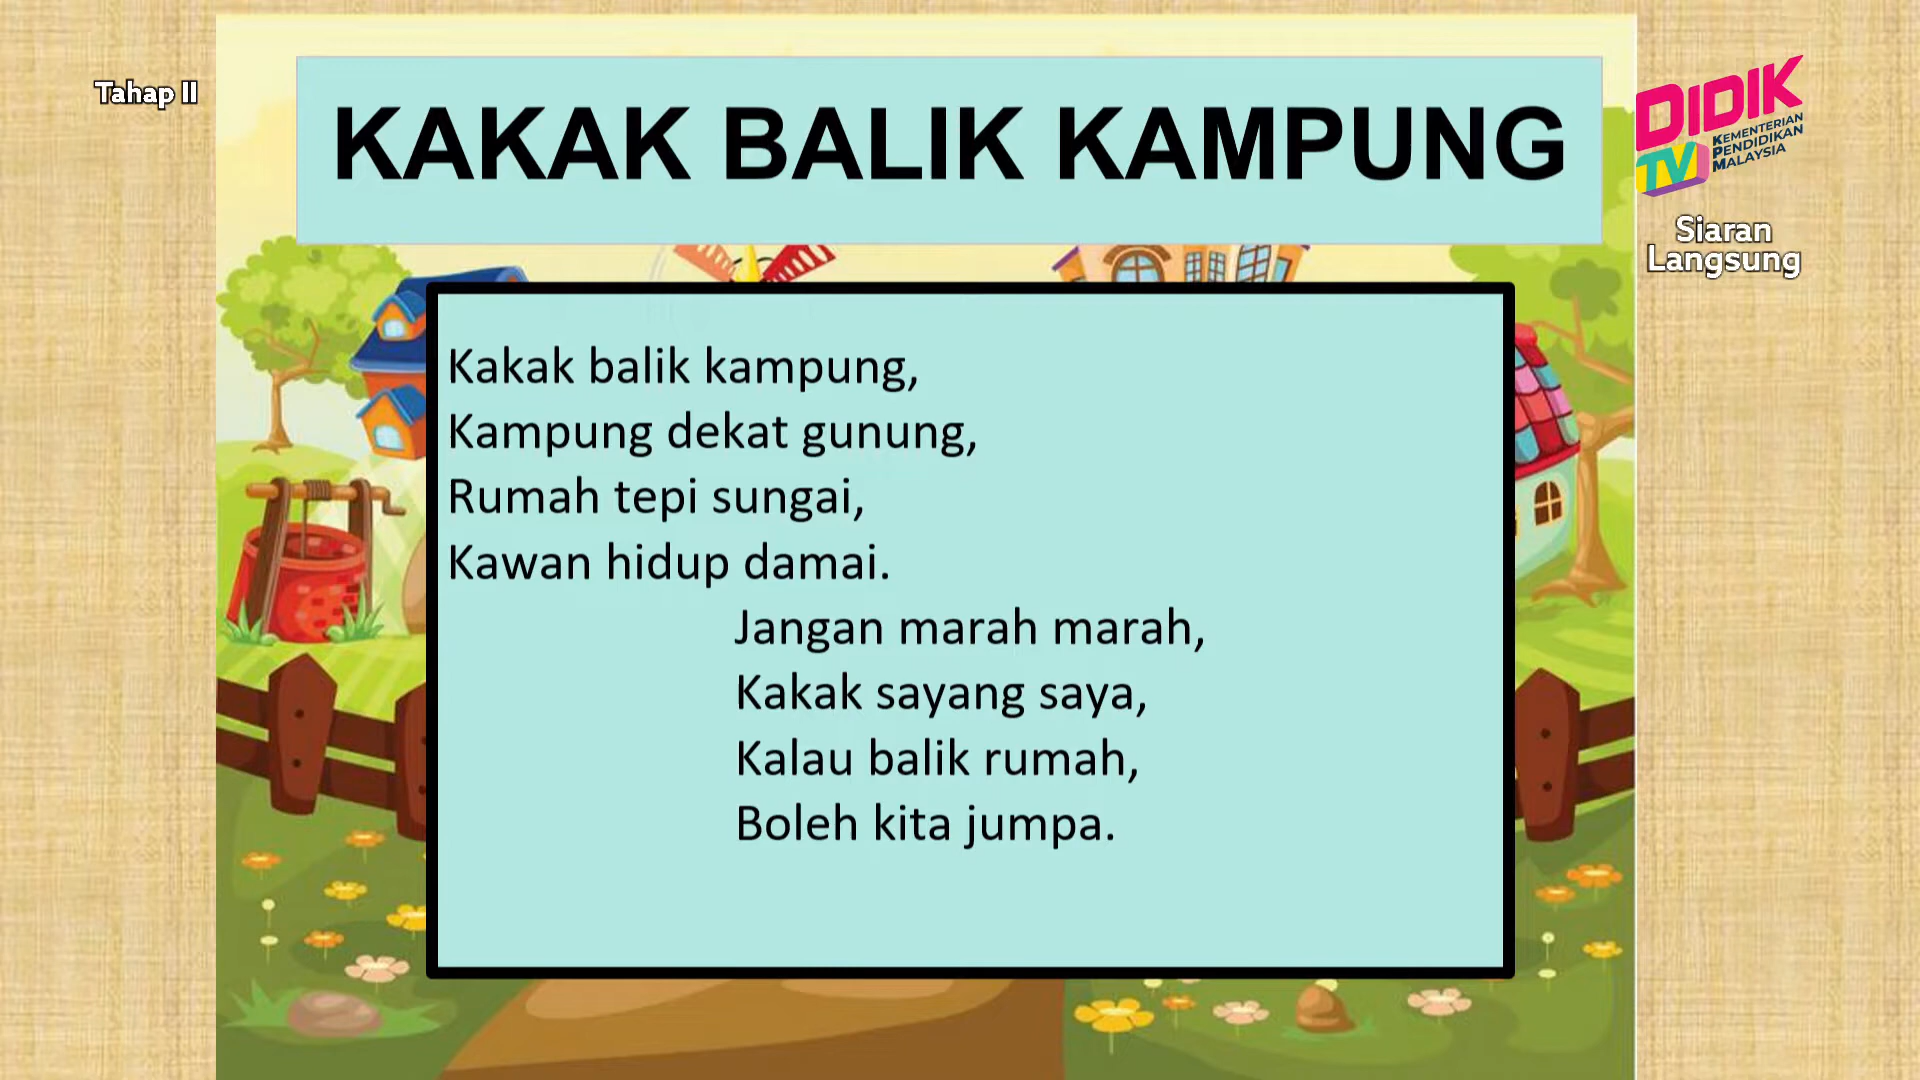 Tahap II
KAKAK BALIK KAMPUNG
DIDIK
TV
KEMENTERIAN
PENDIDIKAN
MALAYSIA
Siaran
Langsung
Kakak balik kampung,
Kampung dekat gunung,
Rumah tepi sungai,
Kawan hidup damai.
Jangan marah marah,
Kakak sayang saya,
Kalau balik rumah,
Boleh kita jumpa.